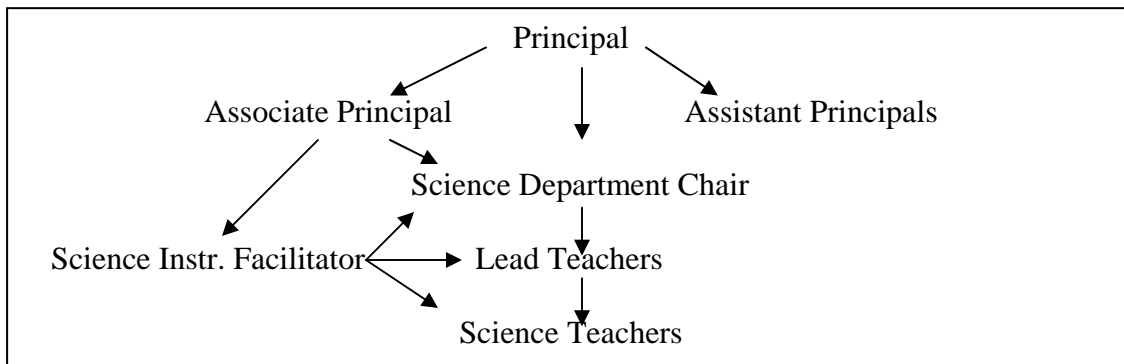 Principal
Associate Principal
Assistant Principals
Science Department Chair
Science Instr. Facilitator
Lead Teachers
Science Teachers